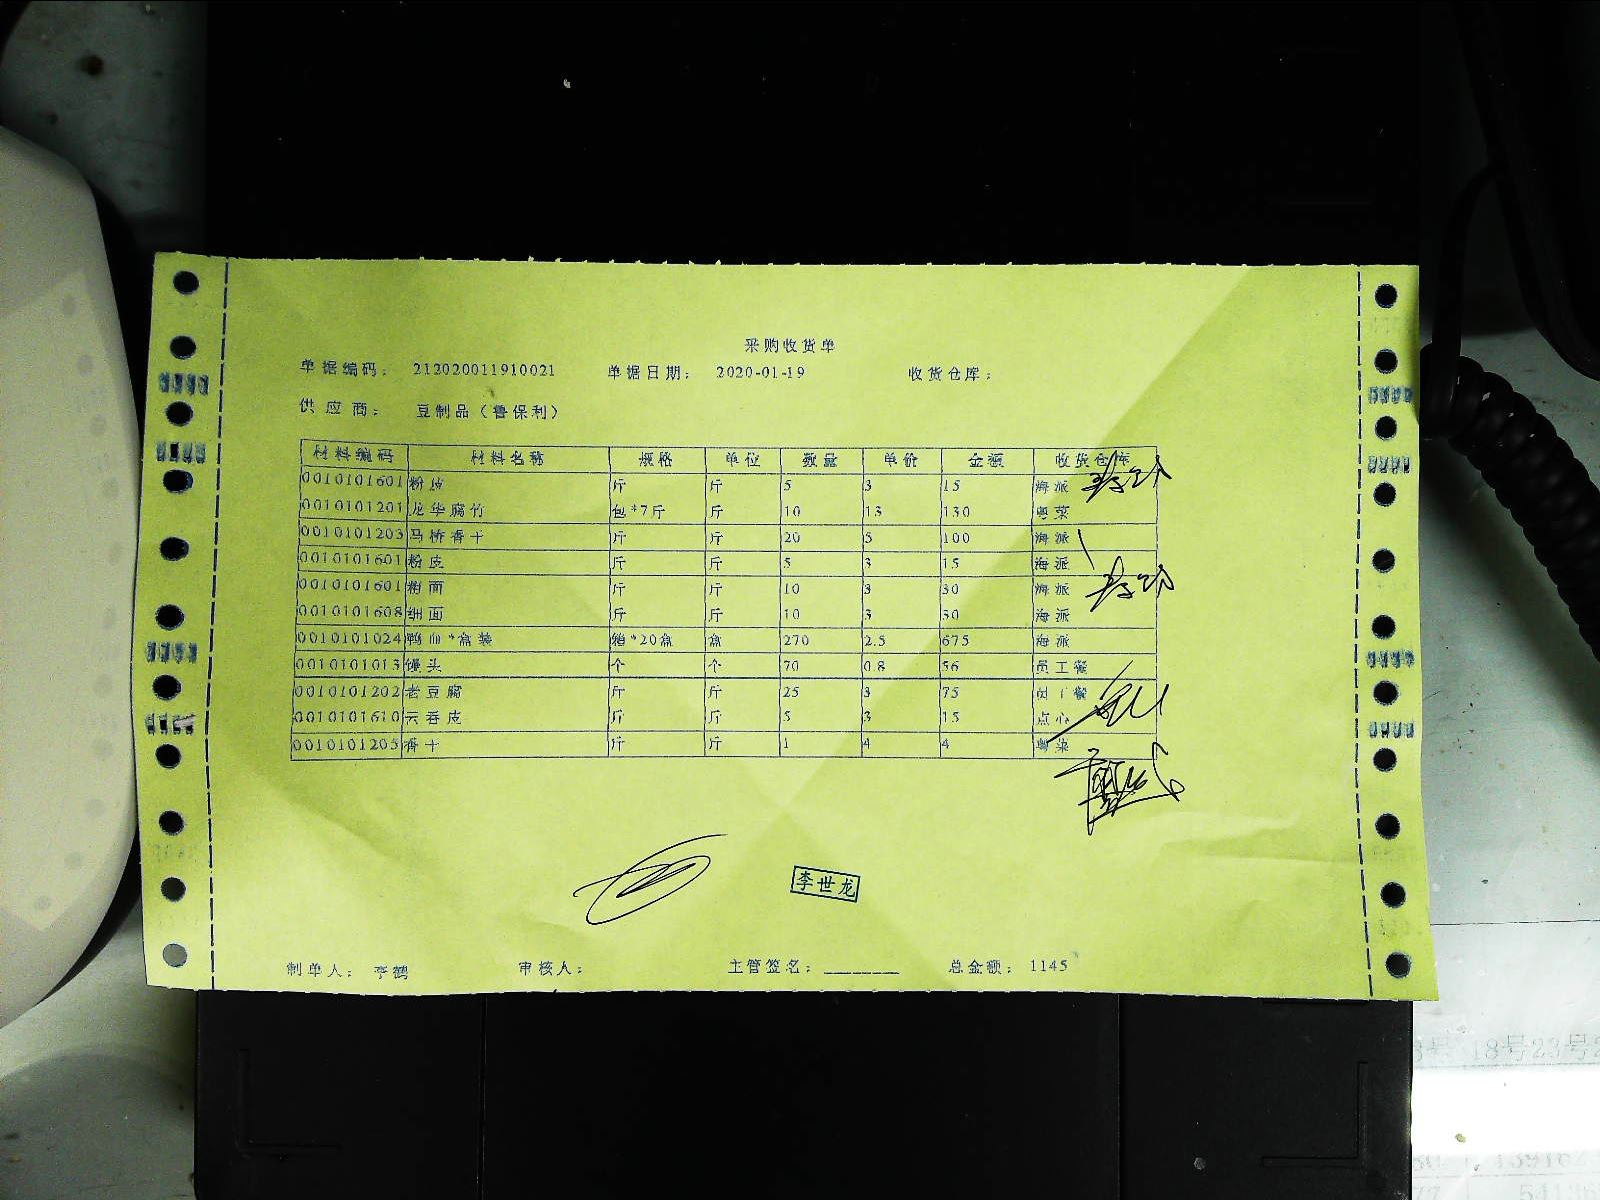 采购收货单
单据编码: 212020011910021 单据日期: 2020-01-19 收货仓库:
供应商: 豆制品(鲁保利)
材料编码 材料名称 规格 单位 数量 单价 金额 收货仓库
0010101601 粉皮 斤 斤 5 3 15 海派
0010101201 龙华腐竹 包*7斤 斤 10 13 130 粤菜
0010101203 马桥香干 斤 斤 20 5 100 海派
0010101601 粉皮 斤 斤 5 3 15 海派
0010101601 粗面 斤 斤 10 3 30 海派
0010101608 细面 斤 斤 10 3 30 海派
0010101024 鸭血*盒装 箱*20盒 盒 270 2.5 675 海派
0010101013 馒头 个 个 70 0.8 56 员工餐
0010101202 老豆腐 斤 斤 25 3 75 员工餐
0010101610 云吞皮 斤 斤 5 3 15 点心
0010101205 香干 斤 斤 1 4 4 粤菜
李世龙
制单人: 李鹤 审核人: 主管签名: 总金额: 1145
18号23号